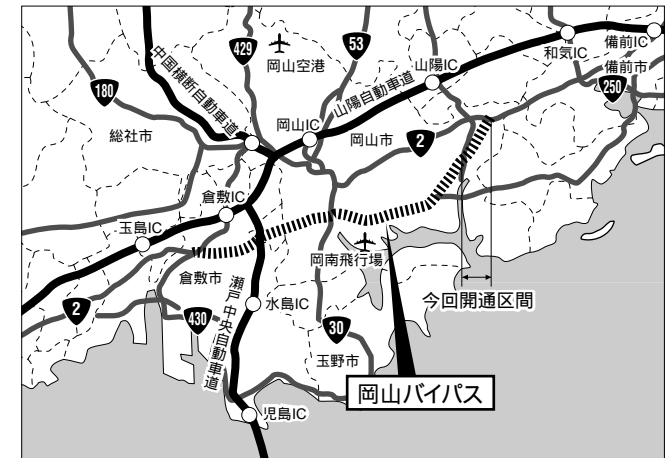 53
429
岡山空港
和気IC
備前IC
備前市
山陽IC
250
山陽自動車道
中国横断自動車道
180
総社市
岡山IC
岡山市
2
倉敷IC
玉島IC
岡南飛行場
倉敷市
今回開通区間
2
430
瀬戸中央自動車道
水島IC
30
玉野市
岡山バイパス
児島IC